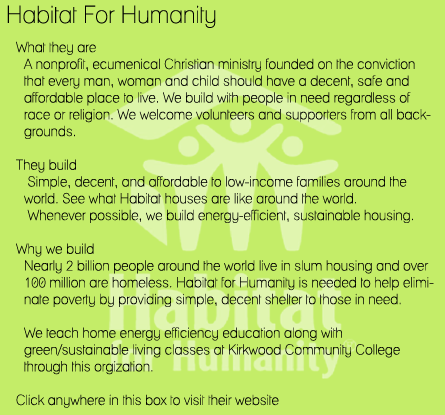 Habitat For Humanity
What they are
A nonprofit, ecumenical Christian ministry founded on the conviction
that every man, woman and child should have a decent, safe and
affordable place to live. We build with people in need regardless of
race or religion. We welcome volunteers and supporters from all back-
grounds.
They build
Simple, decent, and affordable to low-income families around the
world. See what Habitat houses are like around the world.
Whenever possible, we build energy-efficient, sustainable housing.
Why we build
Nearly 2 billion people around the world live in slum housing and over
100 million are homeless. Habitat for Humanity is needed to help elimi-
nate poverty by providing simple, decent shelter to those in need.
We teach home energy efficiency education along with
green/sustainable living classes at Kirkwood Community College
through this orgization.
Click anywhere in this box to visit their website
Habitat
for Humanity